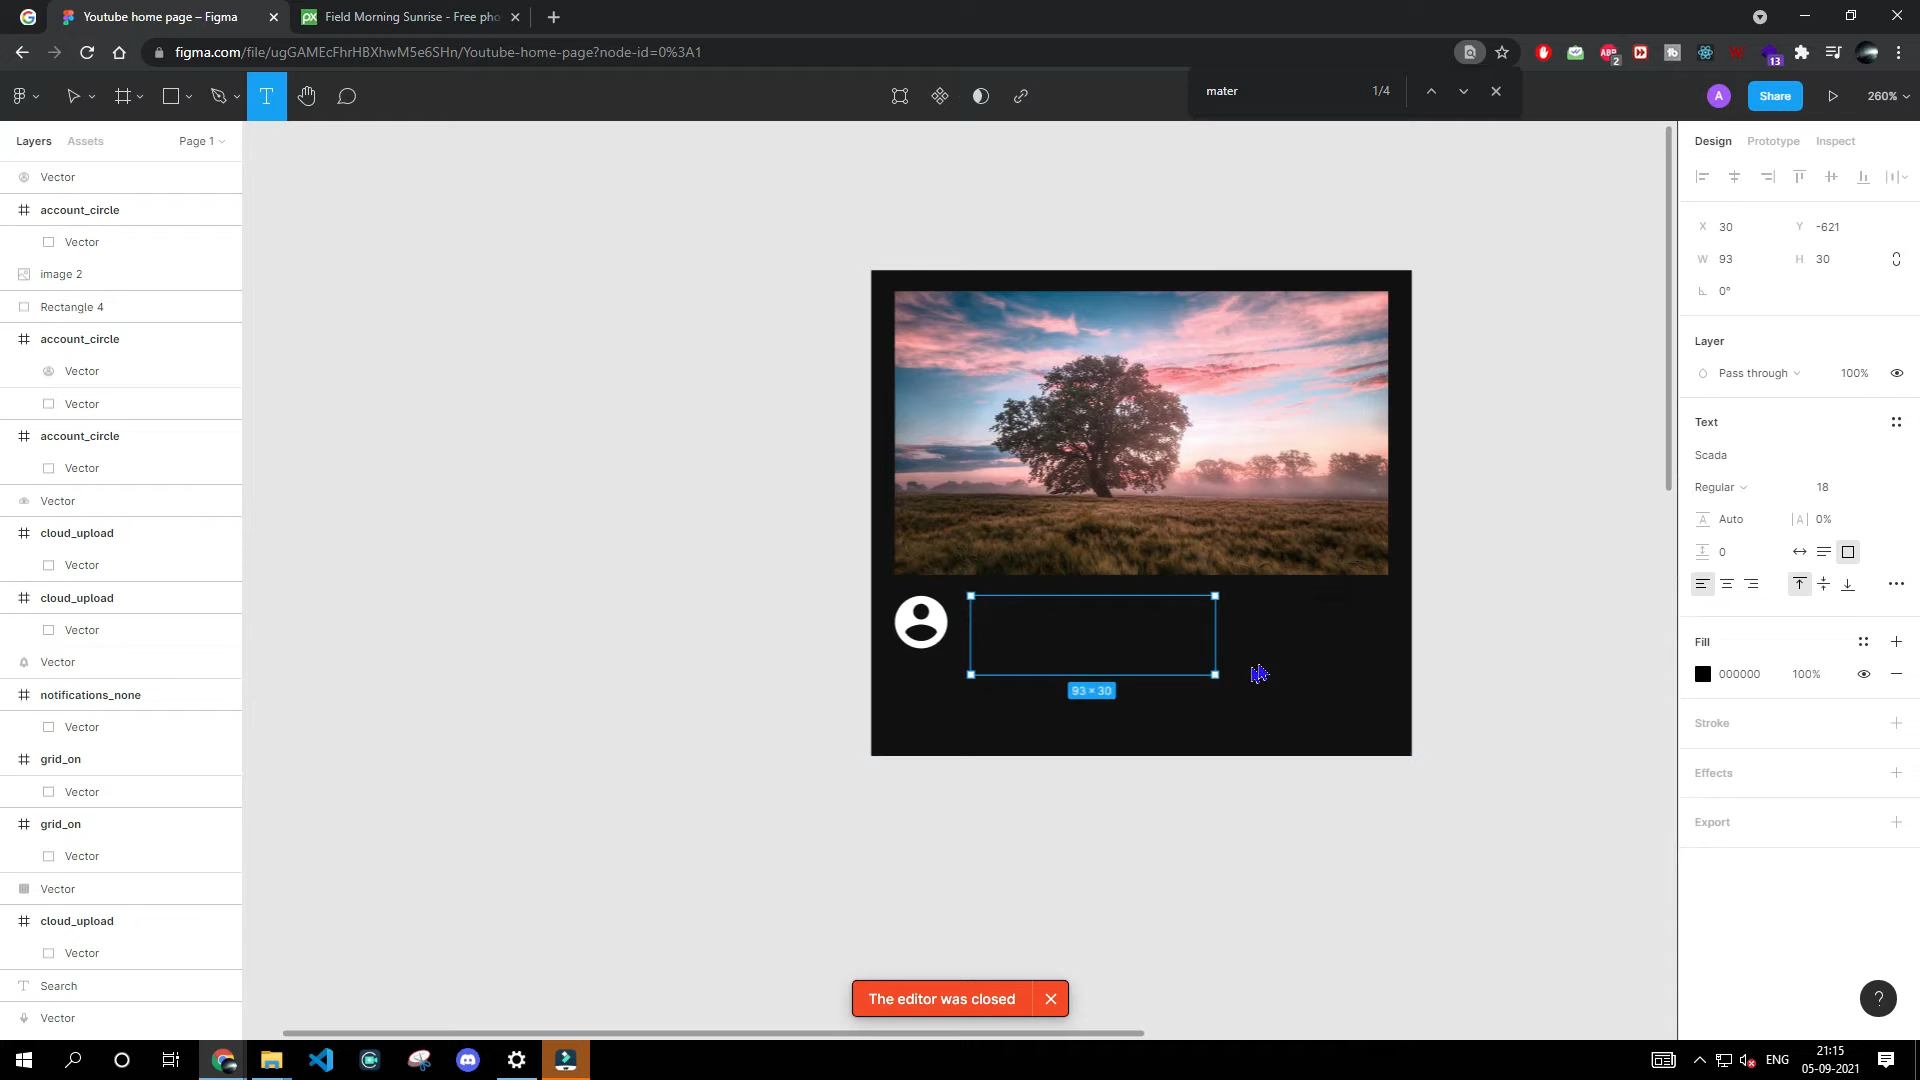 Youtube home page – Figma
Field Morning Sunrise - Free pho
figma.com/file/ugGAMEcFhrHBXhwM5e6SHn/Youtube-home-page?node-id=0%3A1
2
13
mater
1/4
A
Share
260%
Layers
Assets
Page 1
Vector
account_circle
Vector
image 2
Rectangle 4
account_circle
Vector
Vector
account_circle
Vector
Vector
cloud_upload
Vector
cloud_upload
Vector
Vector
notifications_none
Vector
grid_on
Vector
grid_on
Vector
Vector
cloud_upload
Vector
Search
Vector
93 × 30
The editor was closed
Design
Prototype
Inspect
X 30
Y -621
W 93
H 30
0°
Layer
Pass through
100%
Text
Scada
Regular
18
Auto
0%
0
Fill
000000
100%
Stroke
Effects
Export
?
ENG
21:15
05-09-2021